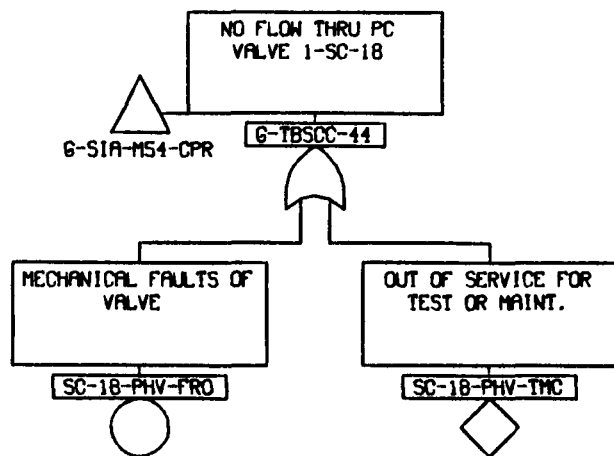 NO FLOW THRU PC
VALVE 1-SC-18
G-SIA-M54-CPR
G-TBSCC-44
MECHANICAL FAULTS OF
VALVE
OUT OF SERVICE FOR
TEST OR MAINT.
SC-18-PHV-FRO
SC-18-PHV-TMC